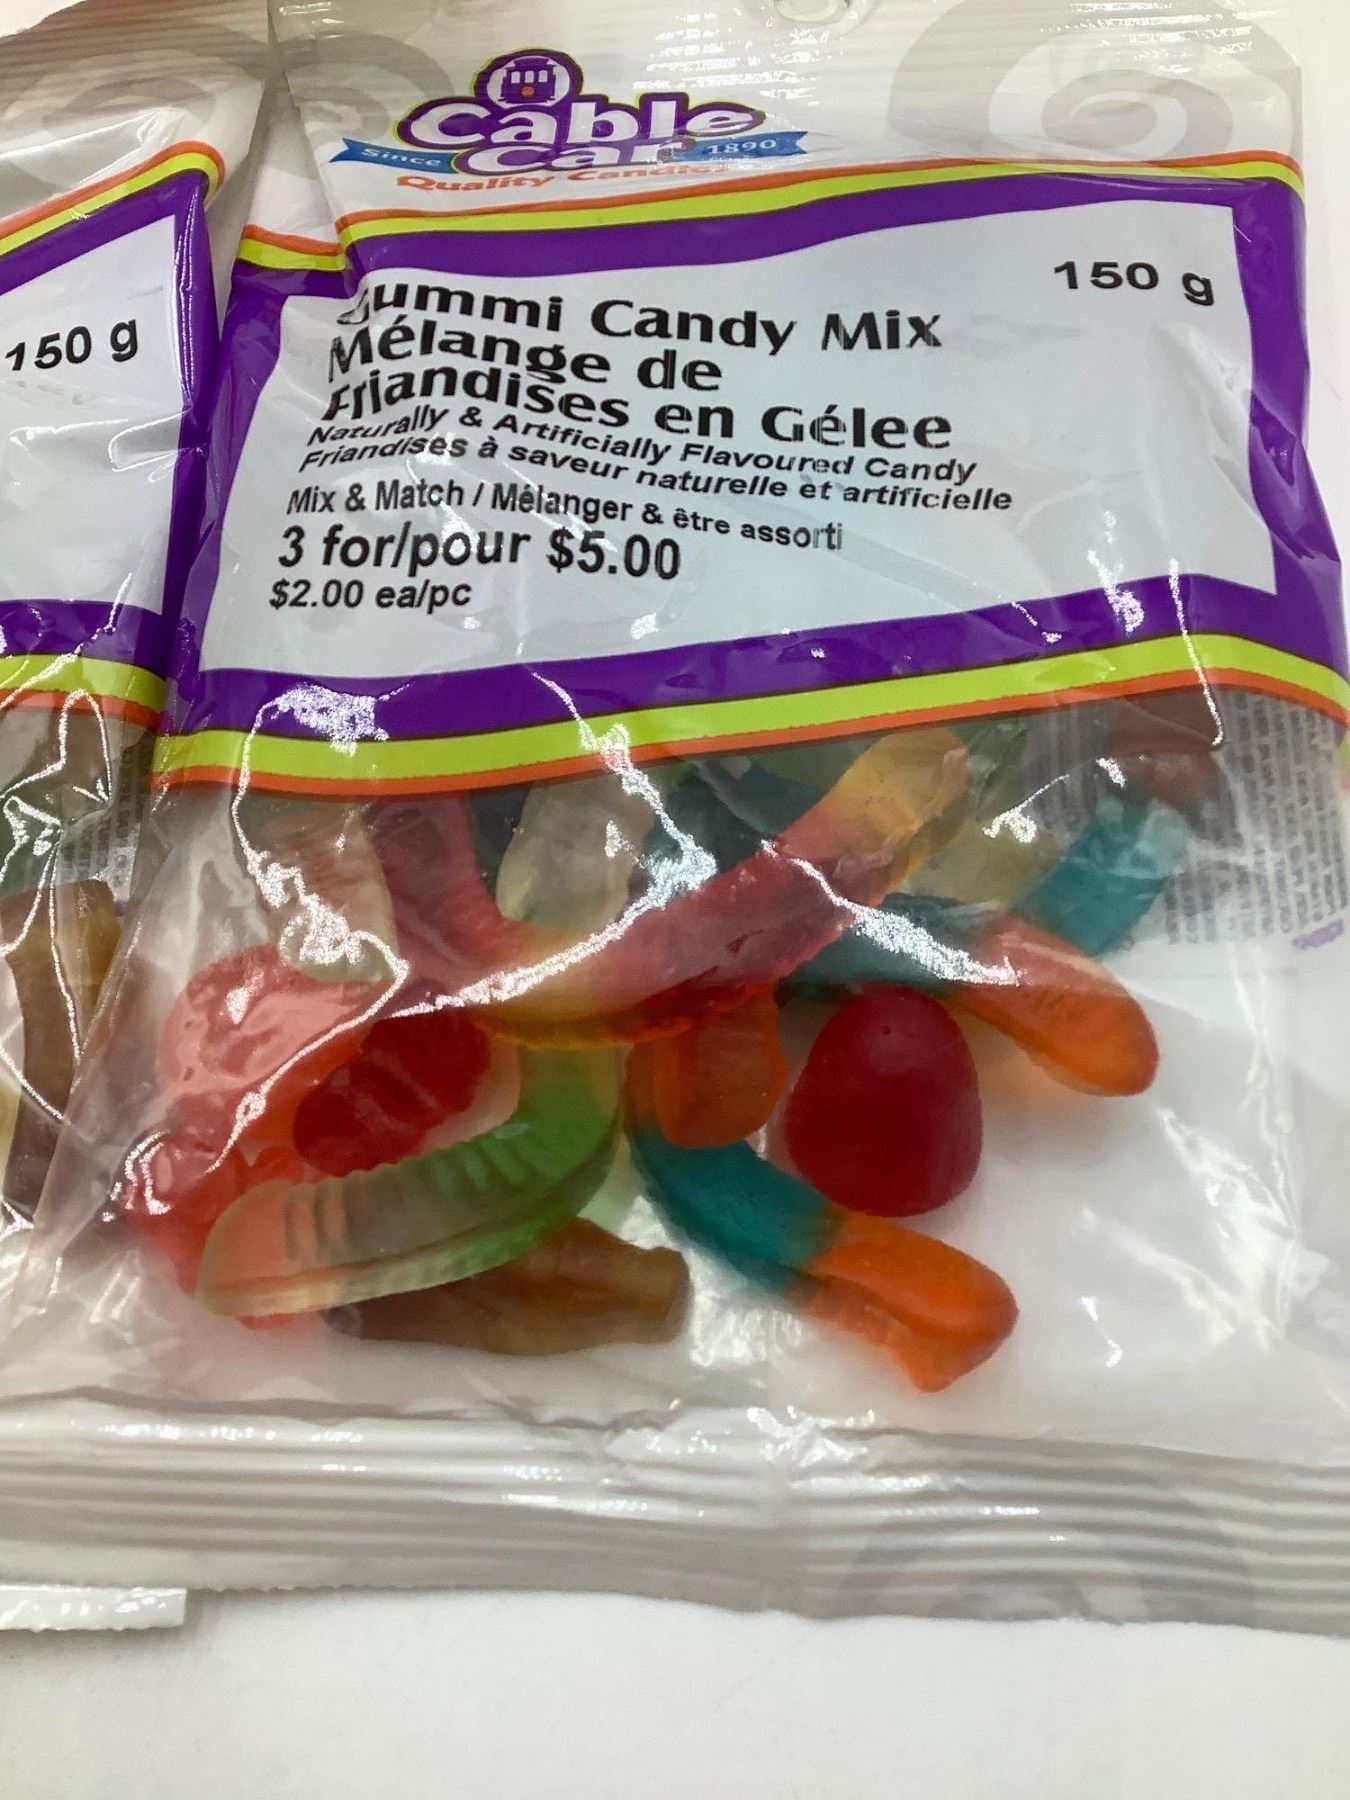 Cable
Car
Since 1890
Quality Candies
150 g
150 g
Gummi Candy Mix
Mélange de
Friandises en Gélee
Naturally & Artificially Flavoured Candy
Friandises à saveur naturelle et artificielle
Mix & Match / Mélanger & être assorti
3 for/pour $5.00
$2.00 ea/pc